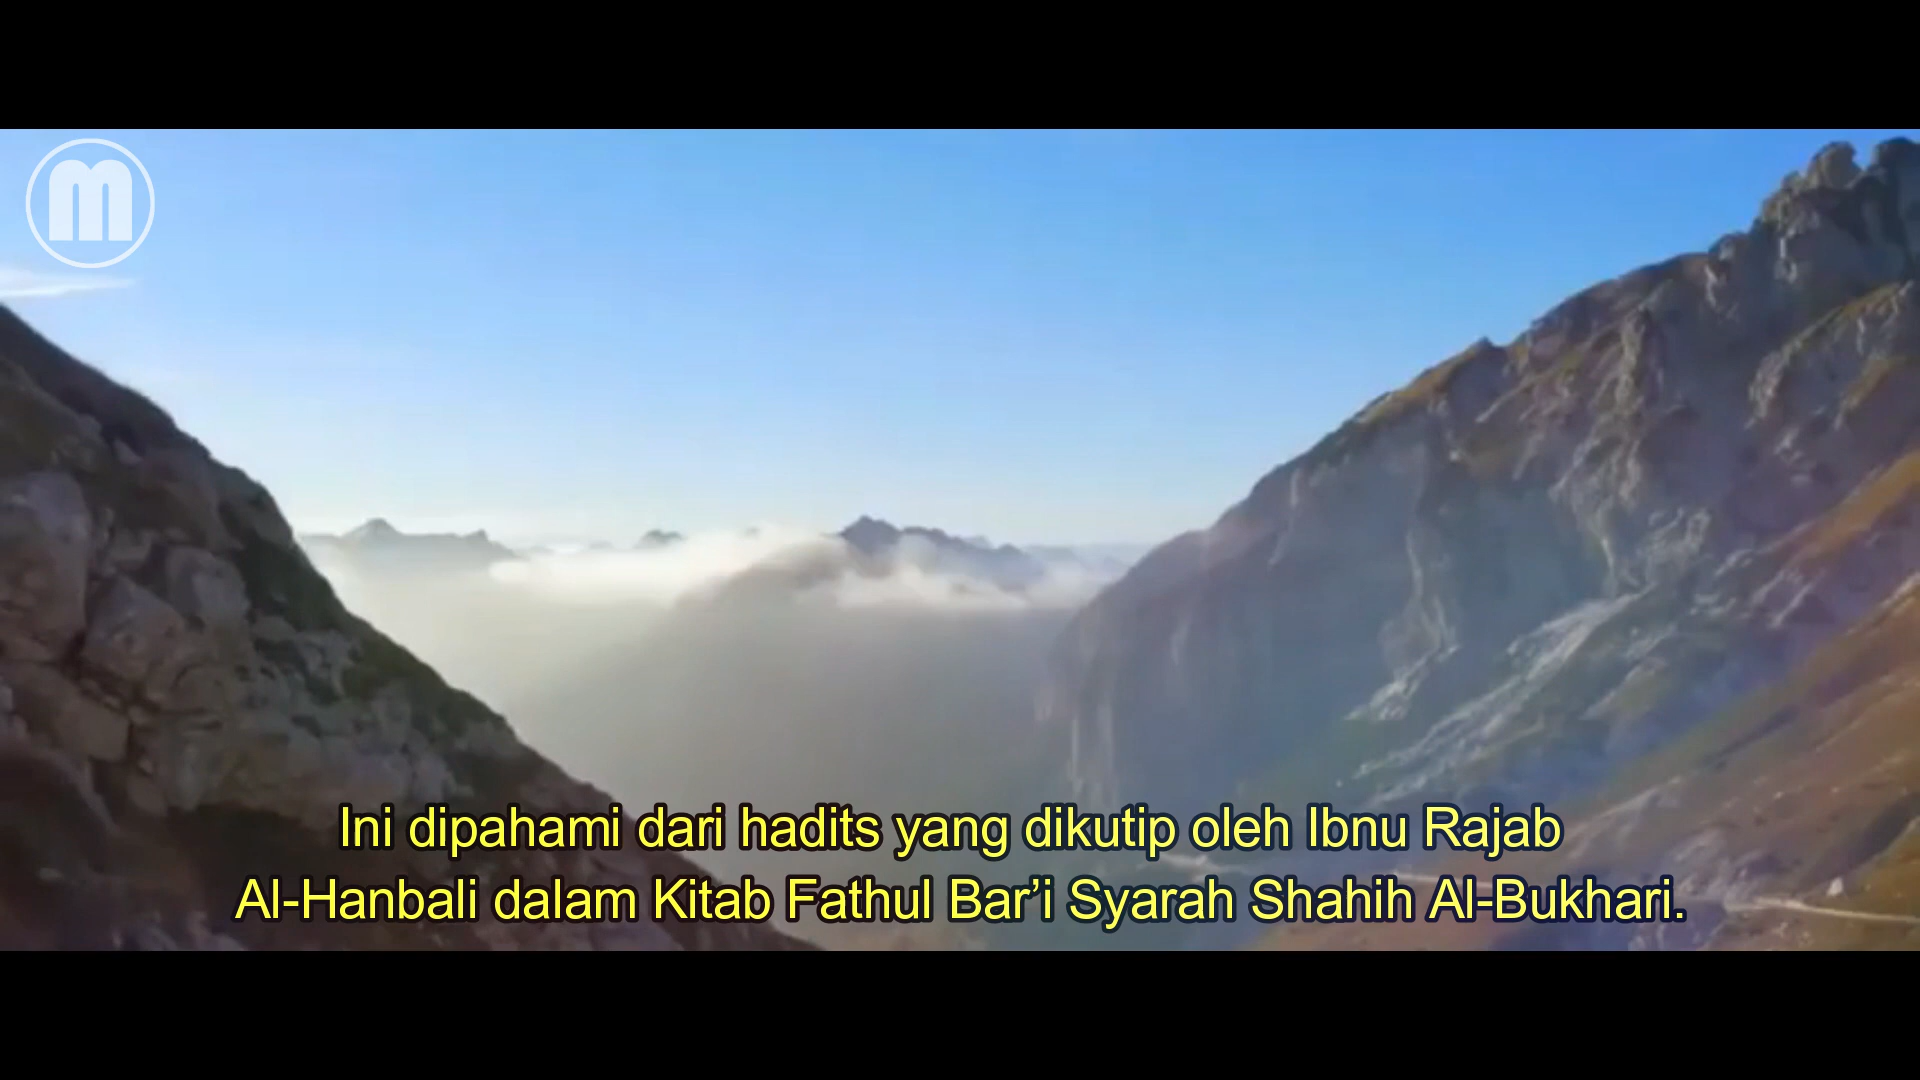 m
Ini dipahami dari hadits yang dikutip oleh Ibnu Rajab
Al-Hanbali dalam Kitab Fathul Bar’i Syarah Shahih Al-Bukhari.